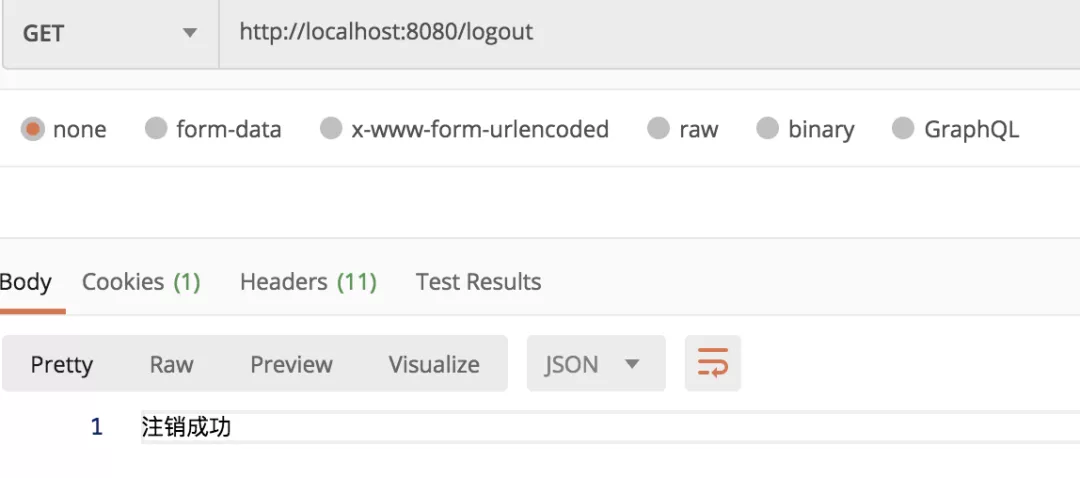 GET http://localhost:8080/logout
none form-data x-www-form-urlencoded raw binary GraphQL
Body Cookies (1) Headers (11) Test Results
Pretty Raw Preview Visualize JSON
1 注销成功